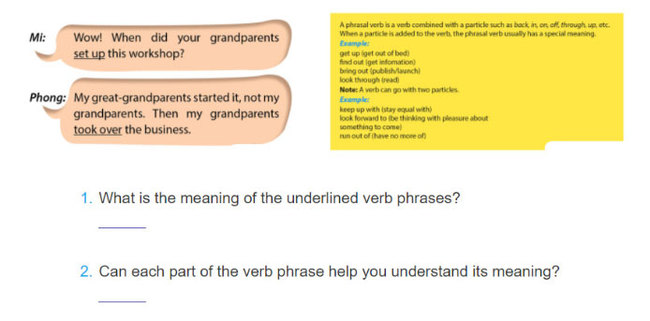 Mi:
Wow! When did your grandparents
set up this workshop?
Phong:
My great-grandparents started it, not my
grandparents. Then my grandparents
took over the business.
A phrasal verb is a verb combined with a particle such as back, in, on, off, through, up, etc.
When a particle is added to the verb, the phrasal verb usually has a special meaning.
Example:
get up (get out of bed)
find out (get infomation)
bring out (publish/launch)
look through (read)
Note: A verb can go with two particles.
Example:
keep up with (stay equal with)
look forward to (be thinking with pleasure about
something to come)
run out of (have no more of)
1. What is the meaning of the underlined verb phrases?
2. Can each part of the verb phrase help you understand its meaning?